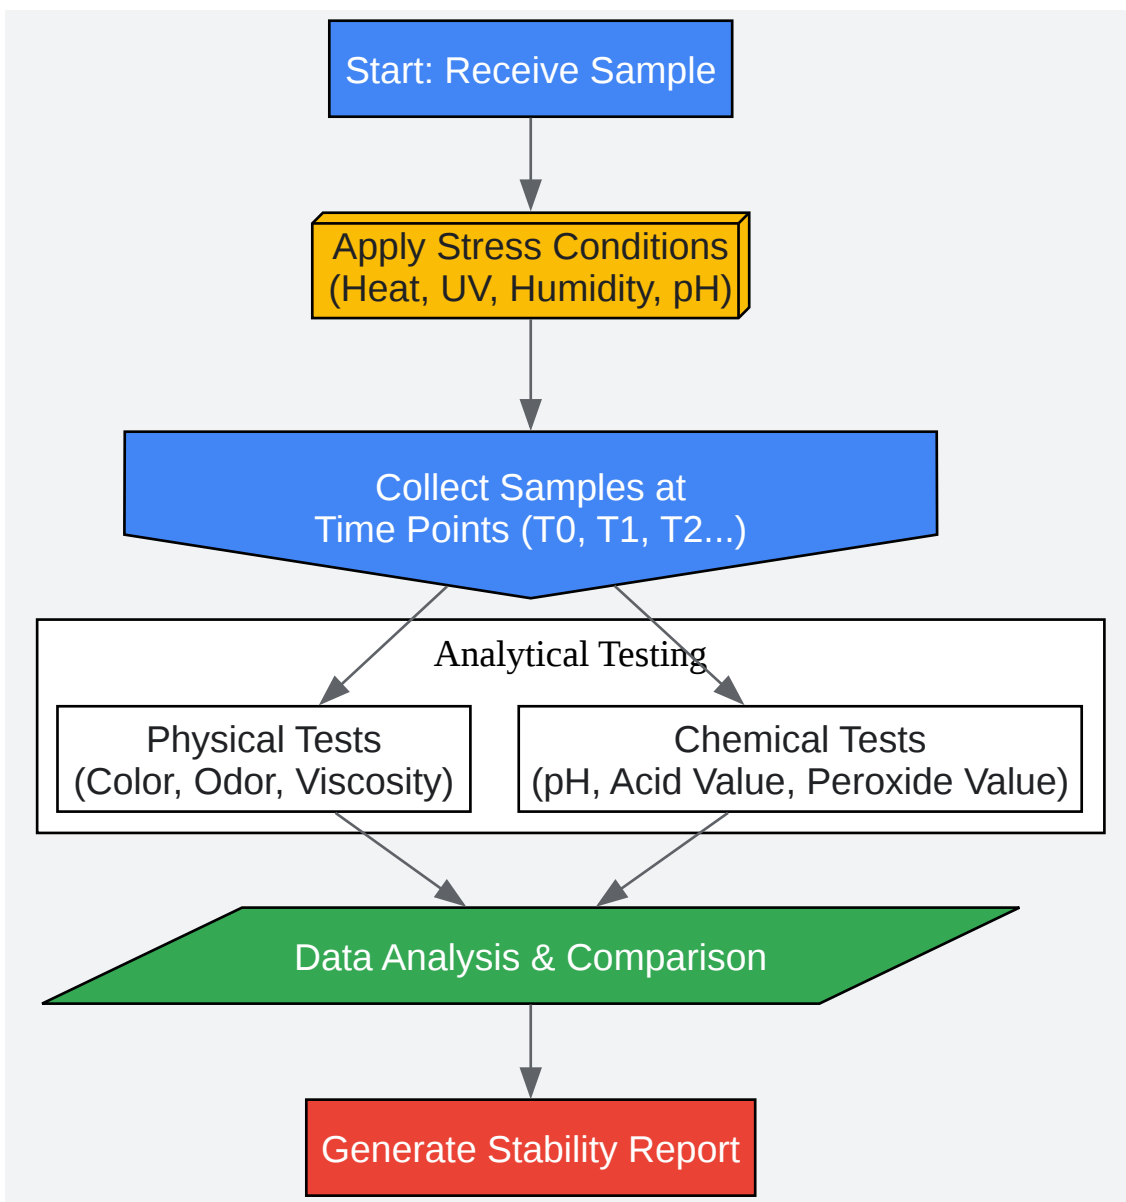 Start: Receive Sample
Apply Stress Conditions
(Heat, UV, Humidity, pH)
Collect Samples at
Time Points (T0, T1, T2...)
Analytical Testing
Physical Tests
(Color, Odor, Viscosity)
Chemical Tests
(pH, Acid Value, Peroxide Value)
Data Analysis & Comparison
Generate Stability Report